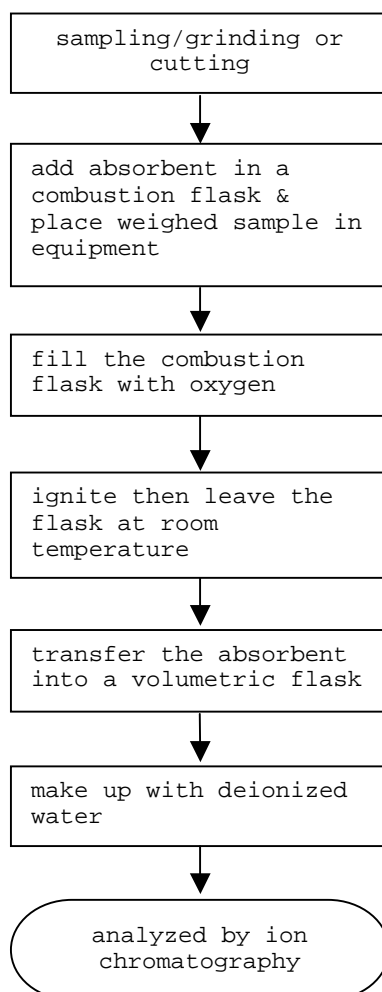 sampling/grinding or
cutting
add absorbent in a
combustion flask &
place weighed sample in
equipment
fill the combustion
flask with oxygen
ignite then leave the
flask at room
temperature
transfer the absorbent
into a volumetric flask
make up with deionized
water
analyzed by ion
chromatography